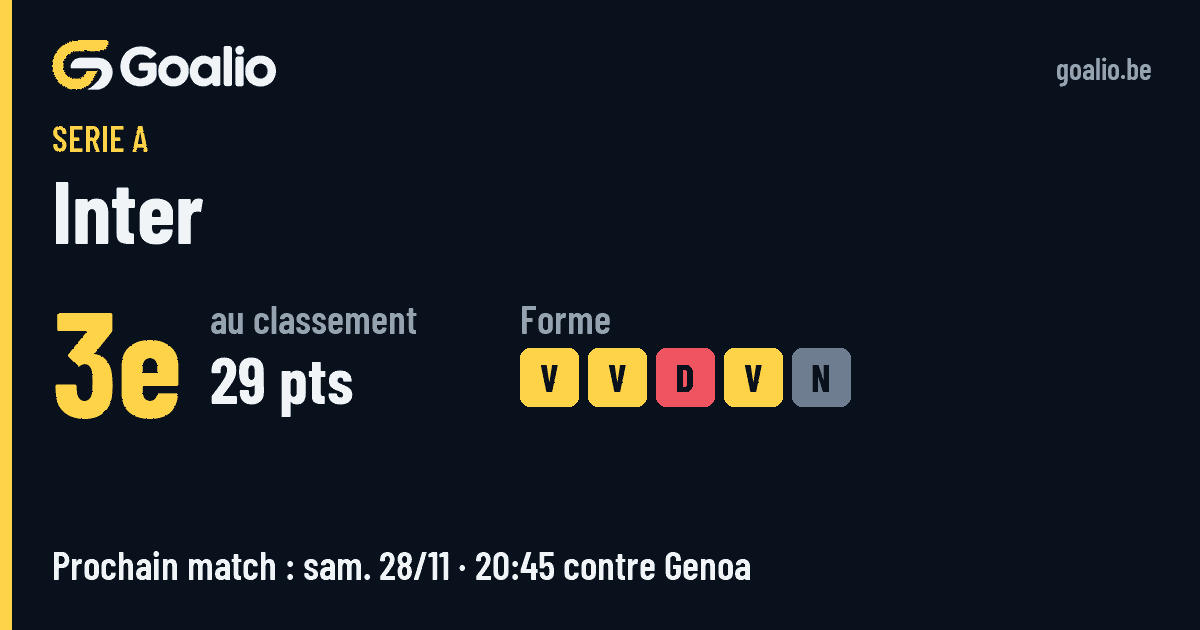 Goalio
goalio.be
SERIE A
Inter
3e
au classement
29 pts
Forme
V V D V N
Prochain match : sam. 28/11 · 20:45 contre Genoa